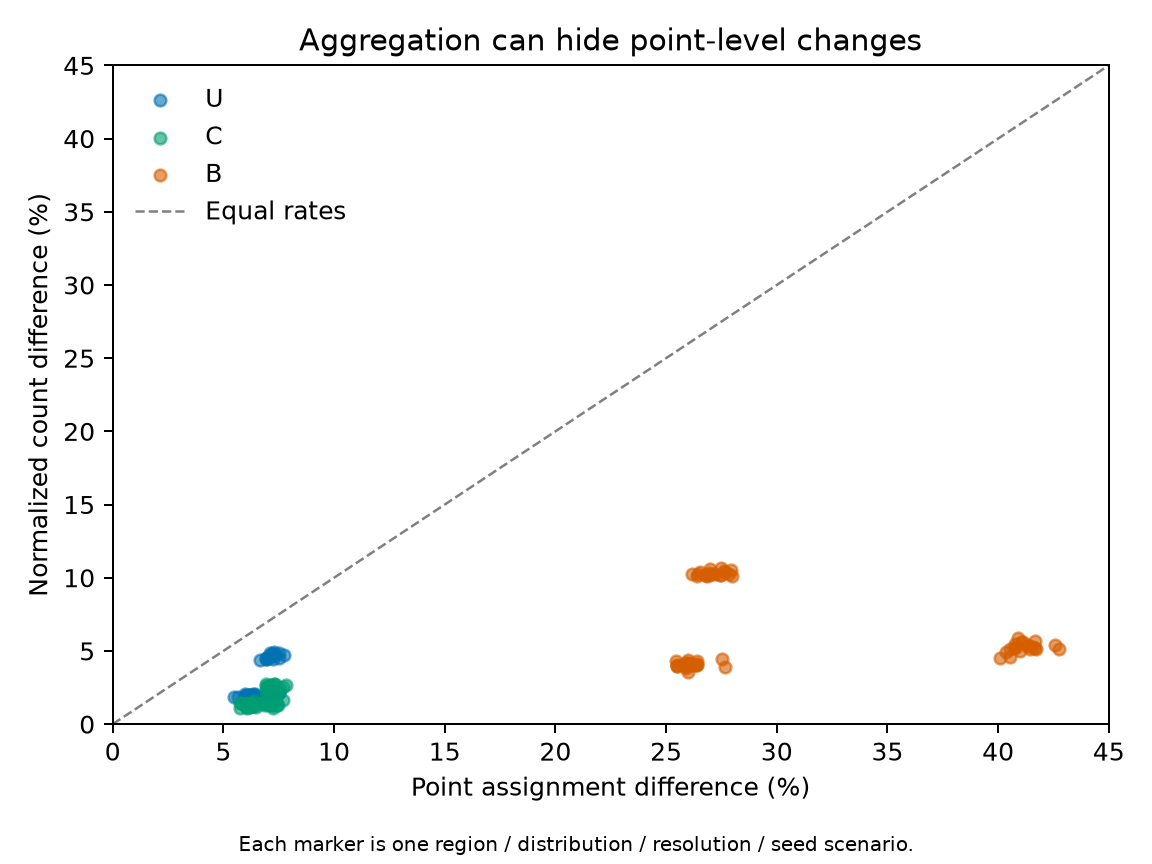 Aggregation can hide point-level changes
Normalized count difference (%)
45
40
35
30
25
20
15
10
5
0
U
C
B
Equal rates
0 5 10 15 20 25 30 35 40 45
Point assignment difference (%)
Each marker is one region / distribution / resolution / seed scenario.